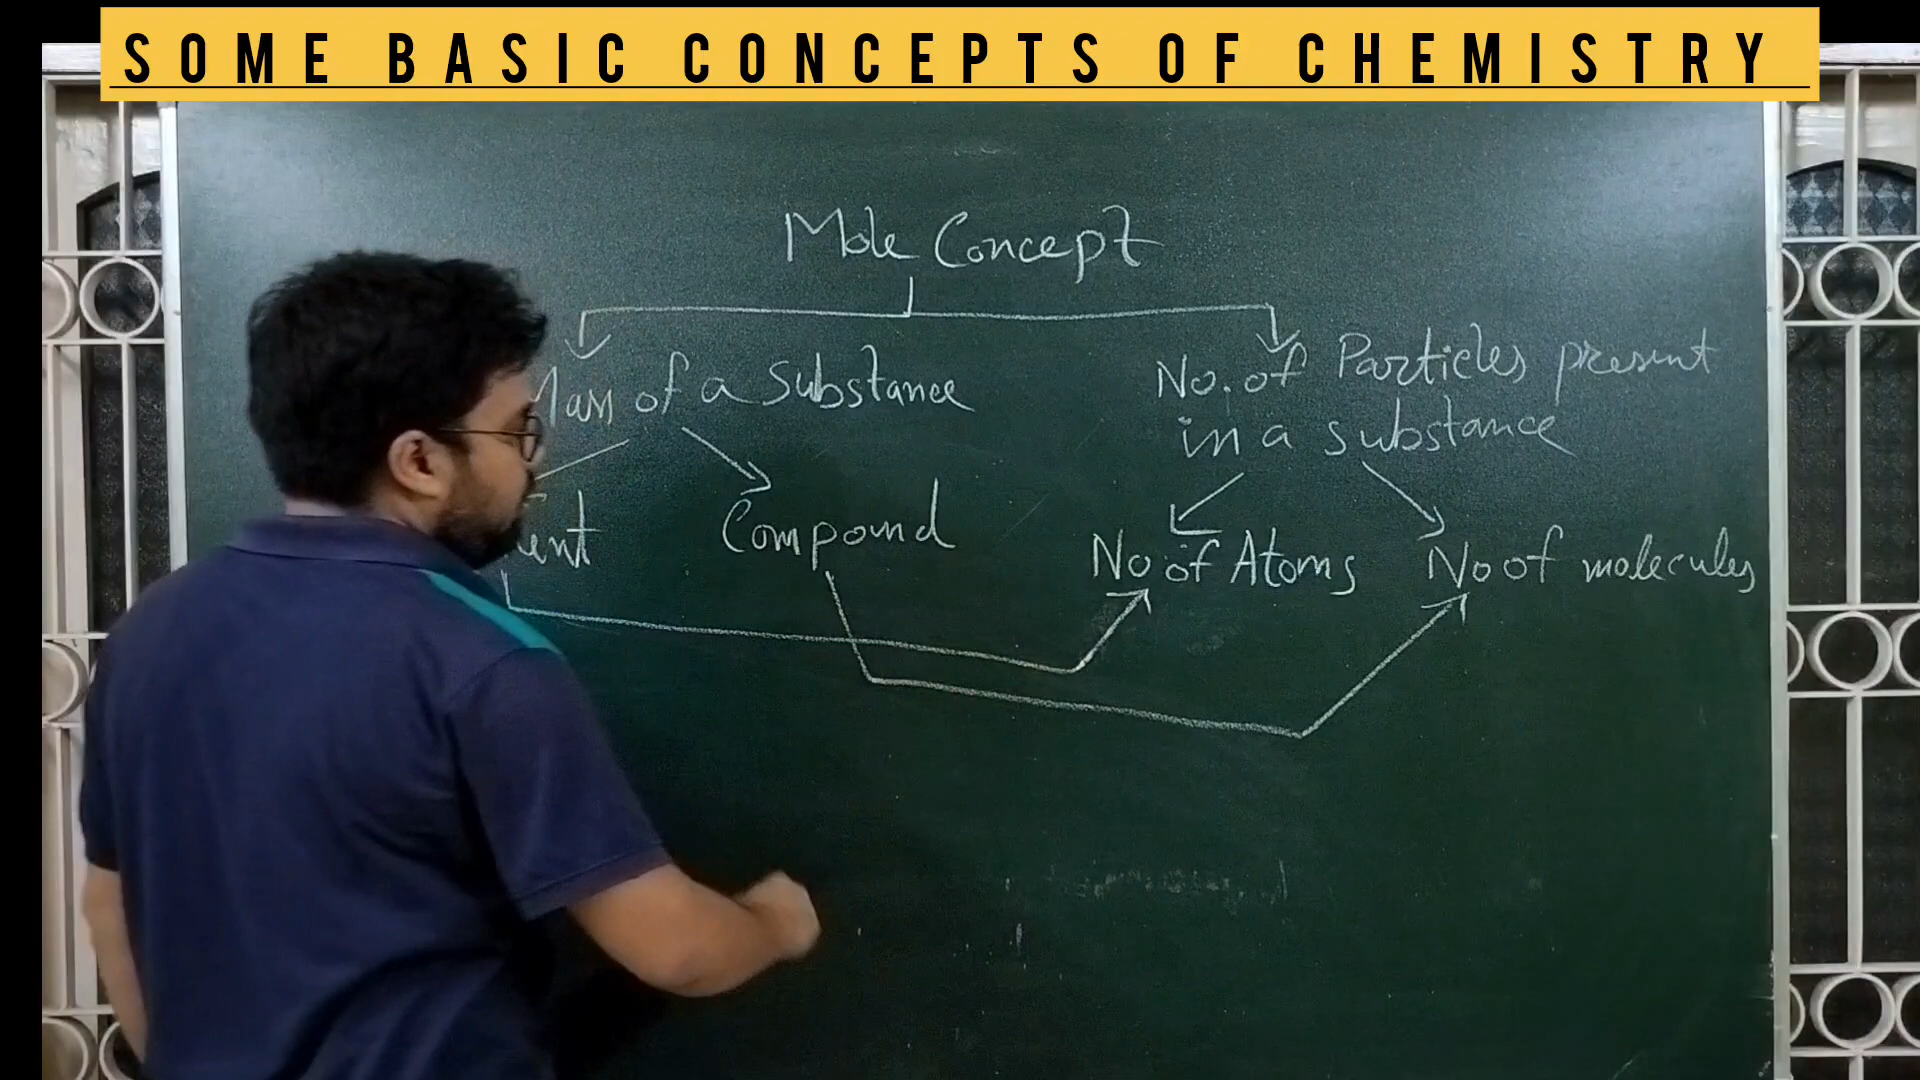 SOME BASIC CONCEPTS OF CHEMISTRY
Mole Concept
Mass of a Substance
No. of Particles present
in a substance
Compound
No of Atoms
No of molecules